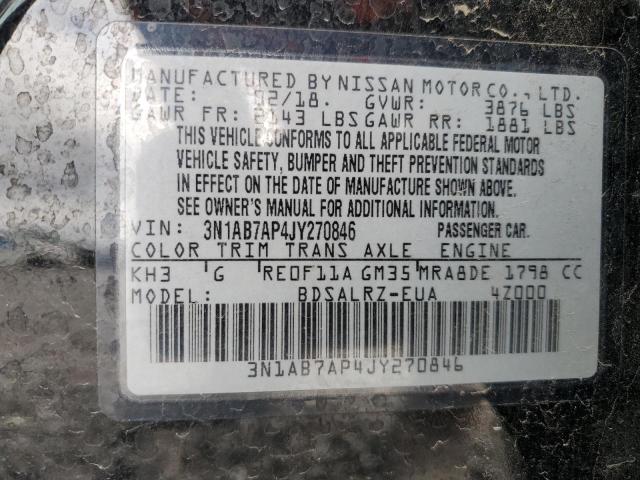 MANUFACTURED BY NISSAN MOTOR CO., LTD.
DATE: 02/18. GVWR: 3876 LBS
GAWR FR: 2143 LBS GAWR RR: 1881 LBS
THIS VEHICLE CONFORMS TO ALL APPLICABLE FEDERAL MOTOR
VEHICLE SAFETY, BUMPER AND THEFT PREVENTION STANDARDS
IN EFFECT ON THE DATE OF MANUFACTURE SHOWN ABOVE.
SEE OWNER'S MANUAL FOR ADDITIONAL INFORMATION.
VIN: 3N1AB7AP4JY270846 PASSENGER CAR.
COLOR TRIM TRANS AXLE ENGINE
KH3 G RE0F11A GM35 MRA8DE 1798 CC
MODEL: BDSALRZ-EUA 4Z000
3N1AB7AP4JY270846